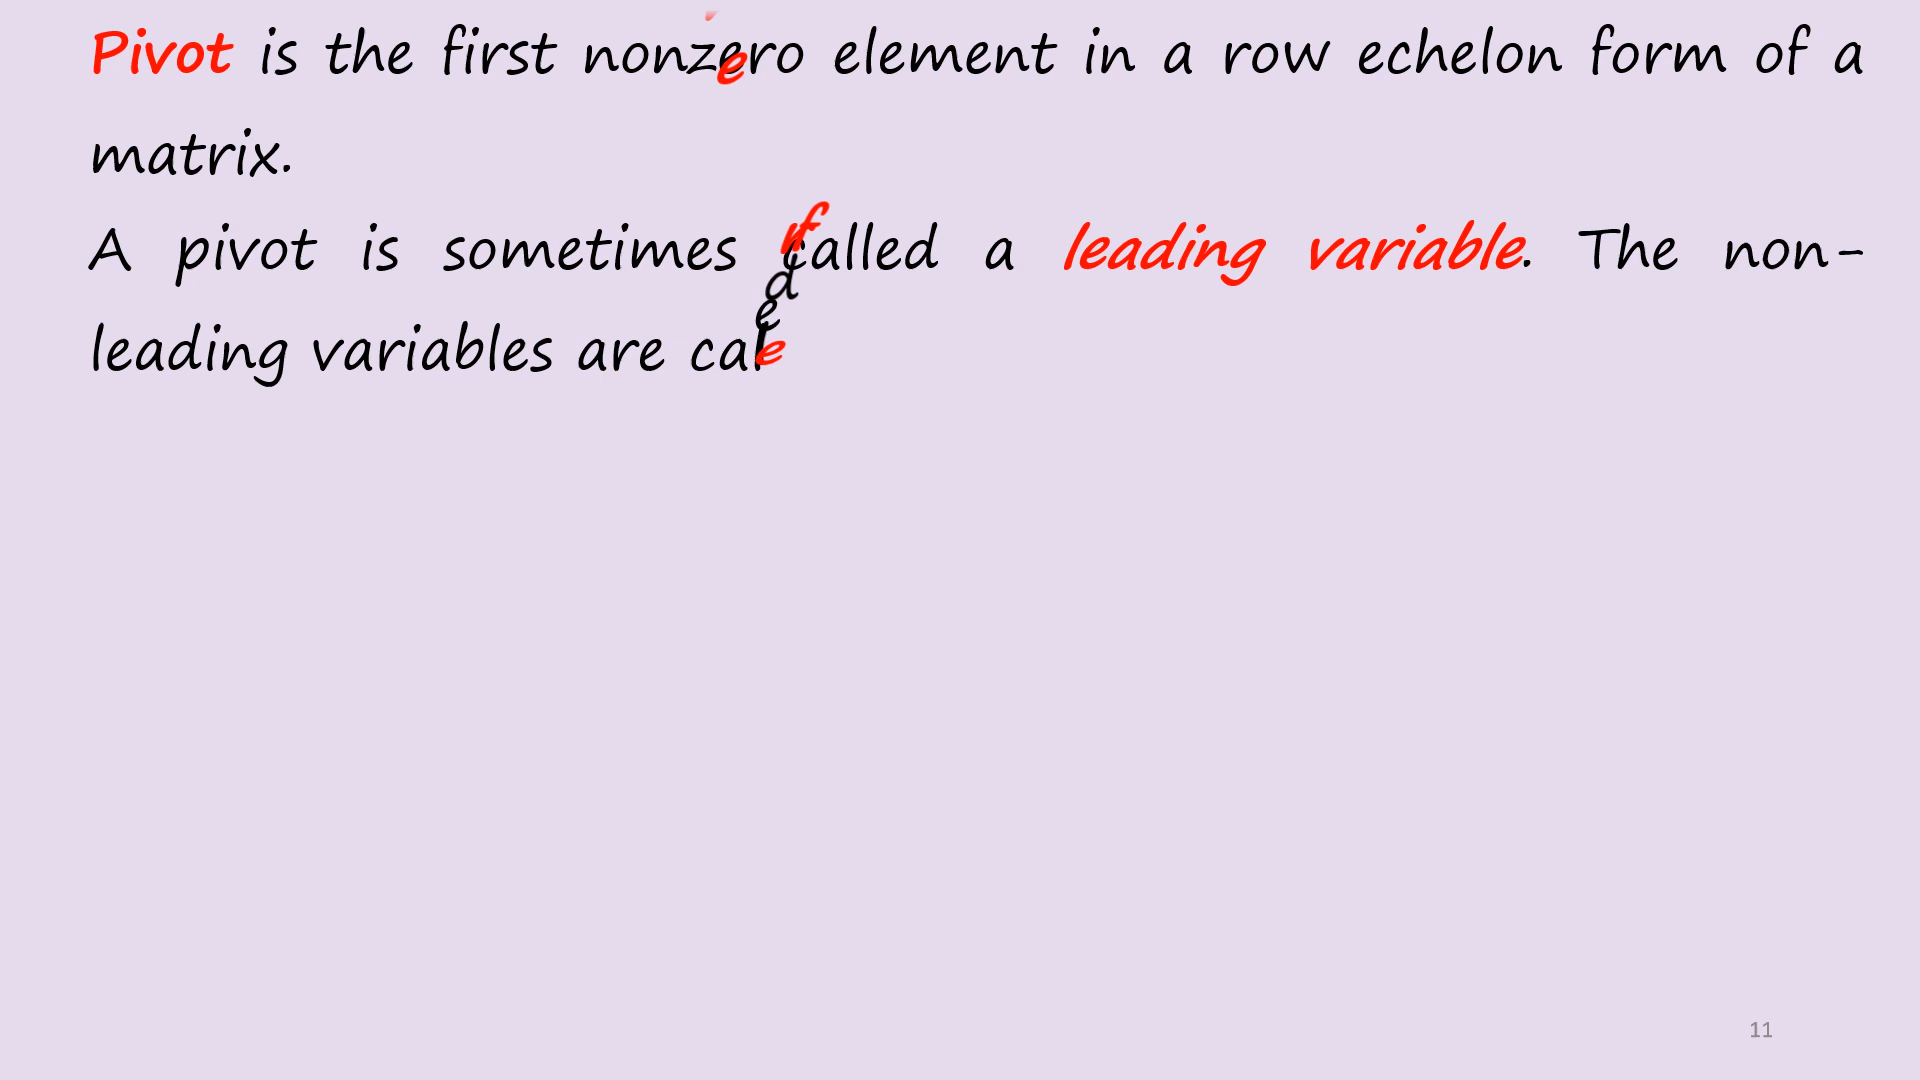 Pivot is the first nonzero element in a row echelon form of a
matrix.
A pivot is sometimes called a leading variable. The non-
leading variables are cal
11